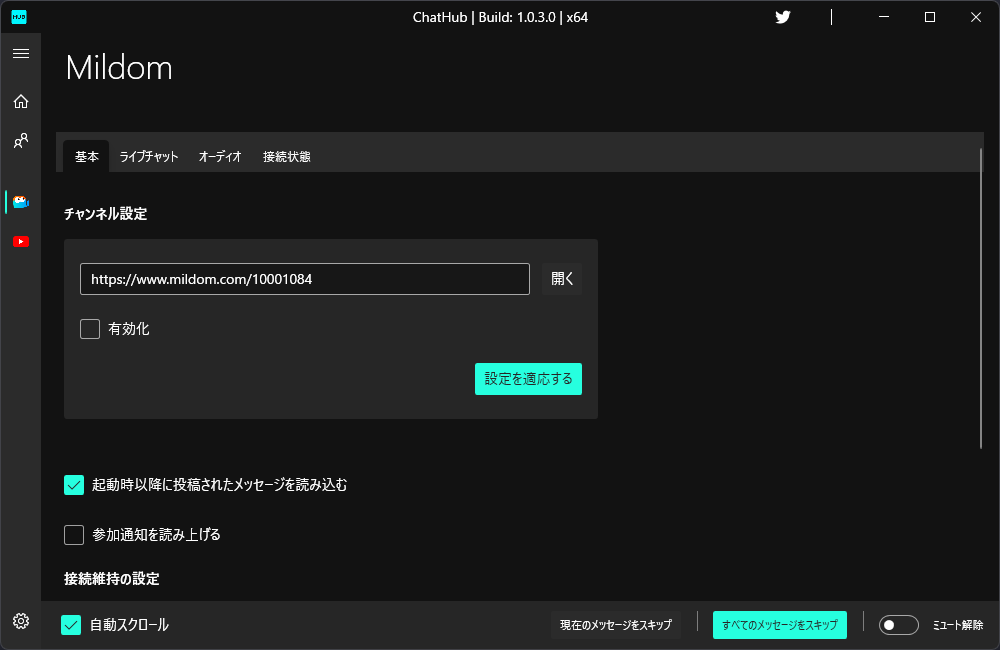 HUB
ChatHub | Build: 1.0.3.0 | x64
Mildom
基本 ライブチャット オーディオ 接続状態
チャンネル設定
https://www.mildom.com/10001084 開く
有効化
設定を適応する
起動時以降に投稿されたメッセージを読み込む
参加通知を読み上げる
接続維持の設定
自動スクロール 現在のメッセージをスキップ すべてのメッセージをスキップ ミュート解除